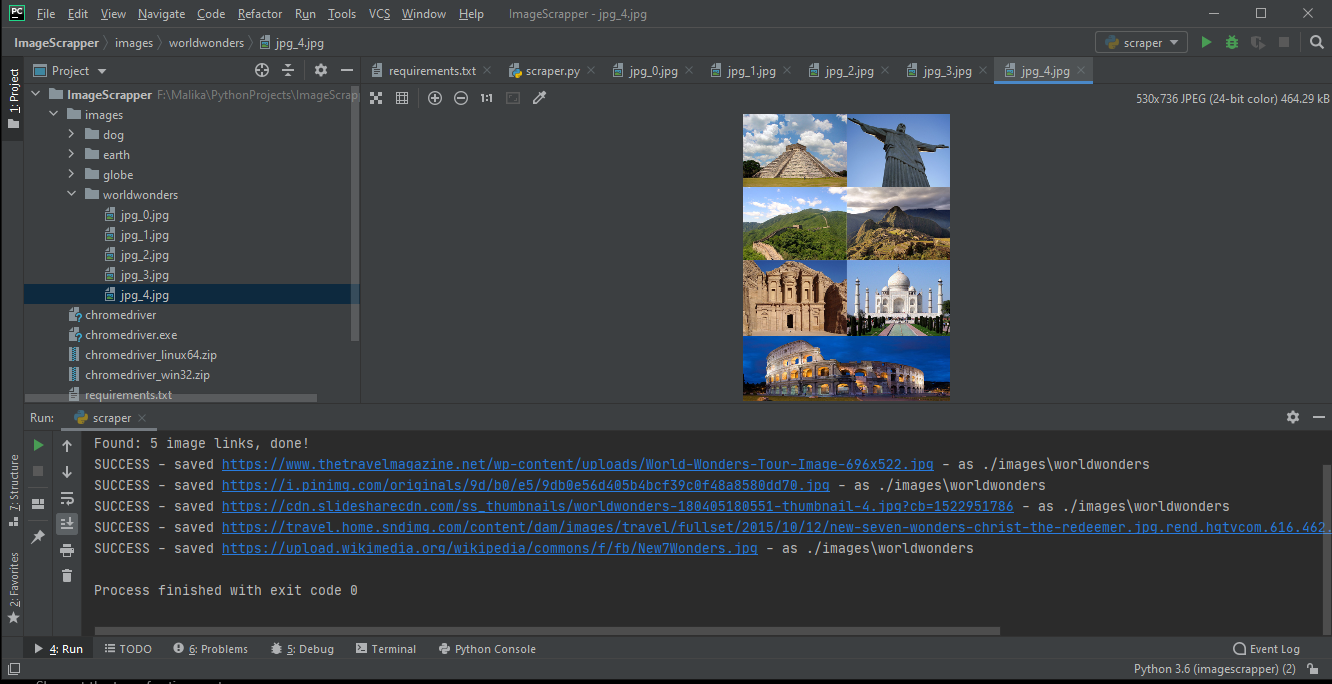 PC File Edit View Navigate Code Refactor Run Tools VCS Window Help ImageScrapper - jpg_4.jpg
ImageScrapper images worldwonders jpg_4.jpg scraper
1: Project
Project
requirements.txt scraper.py jpg_0.jpg jpg_1.jpg jpg_2.jpg jpg_3.jpg jpg_4.jpg
ImageScrapper F:\Malika\PythonProjects\ImageScrapp
1:1 530x736 JPEG (24-bit color) 464.29 kB
images
dog
earth
globe
worldwonders
jpg_0.jpg
jpg_1.jpg
jpg_2.jpg
jpg_3.jpg
jpg_4.jpg
chromedriver
chromedriver.exe
chromedriver_linux64.zip
chromedriver_win32.zip
requirements.txt
Run: scraper
Found: 5 image links, done!
SUCCESS - saved https://www.thetravelmagazine.net/wp-content/uploads/World-Wonders-Tour-Image-696x522.jpg - as ./images\worldwonders
SUCCESS - saved https://i.pinimg.com/originals/9d/b0/e5/9db0e56d405b4bcf39c0f48a8580dd70.jpg - as ./images\worldwonders
SUCCESS - saved https://cdn.slidesharecdn.com/ss_thumbnails/worldwonders-180405180551-thumbnail-4.jpg?cb=1522951786 - as ./images\worldwonders
SUCCESS - saved https://travel.home.sndimg.com/content/dam/images/travel/fullset/2015/10/12/new-seven-wonders-christ-the-redeemer.jpg.rend.hgtvcom.616.462.
SUCCESS - saved https://upload.wikimedia.org/wikipedia/commons/f/fb/New7Wonders.jpg - as ./images\worldwonders
Process finished with exit code 0
7: Structure
2: Favorites
4: Run TODO 6: Problems 5: Debug Terminal Python Console Event Log
Python 3.6 (imagescrapper) (2)